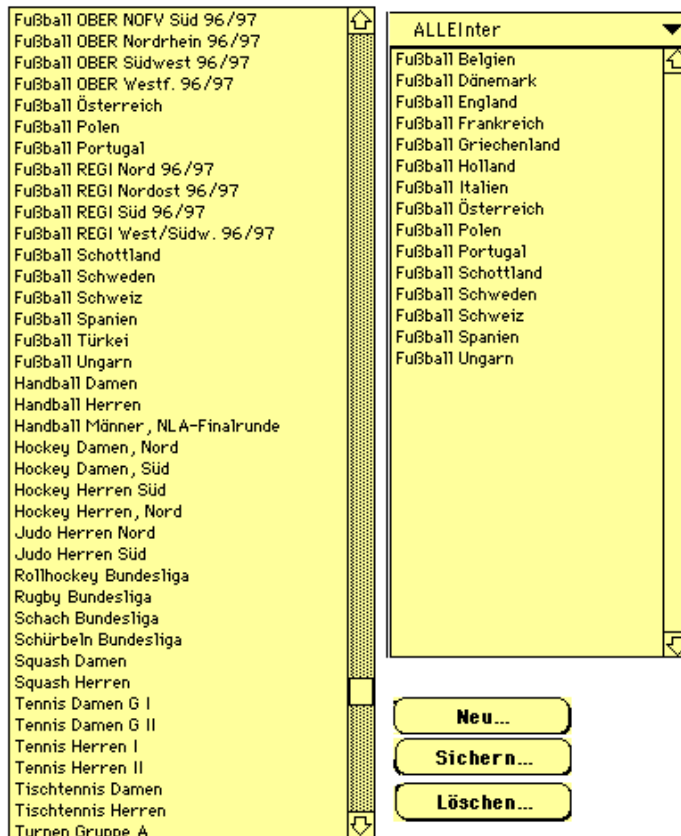 Fußball OBER NOFV Süd 96/97
Fußball OBER Nordrhein 96/97
Fußball OBER Südwest 96/97
Fußball OBER Westf. 96/97
Fußball Österreich
Fußball Polen
Fußball Portugal
Fußball REGI Nord 96/97
Fußball REGI Nordost 96/97
Fußball REGI Süd 96/97
Fußball REGI West/Südw. 96/97
Fußball Schottland
Fußball Schweden
Fußball Schweiz
Fußball Spanien
Fußball Türkei
Fußball Ungarn
Handball Damen
Handball Herren
Handball Männer, NLA-Finalrunde
Hockey Damen, Nord
Hockey Damen, Süd
Hockey Herren Süd
Hockey Herren, Nord
Judo Herren Nord
Judo Herren Süd
Rollhockey Bundesliga
Rugby Bundesliga
Schach Bundesliga
Schürbeln Bundesliga
Squash Damen
Squash Herren
Tennis Damen G I
Tennis Damen G II
Tennis Herren I
Tennis Herren II
Tischtennis Damen
Tischtennis Herren
Turnen Gruppe A
ALLEInter
Fußball Belgien
Fußball Dänemark
Fußball England
Fußball Frankreich
Fußball Griechenland
Fußball Holland
Fußball Italien
Fußball Österreich
Fußball Polen
Fußball Portugal
Fußball Schottland
Fußball Schweden
Fußball Schweiz
Fußball Spanien
Fußball Ungarn
Neu...
Sichern...
Löschen...